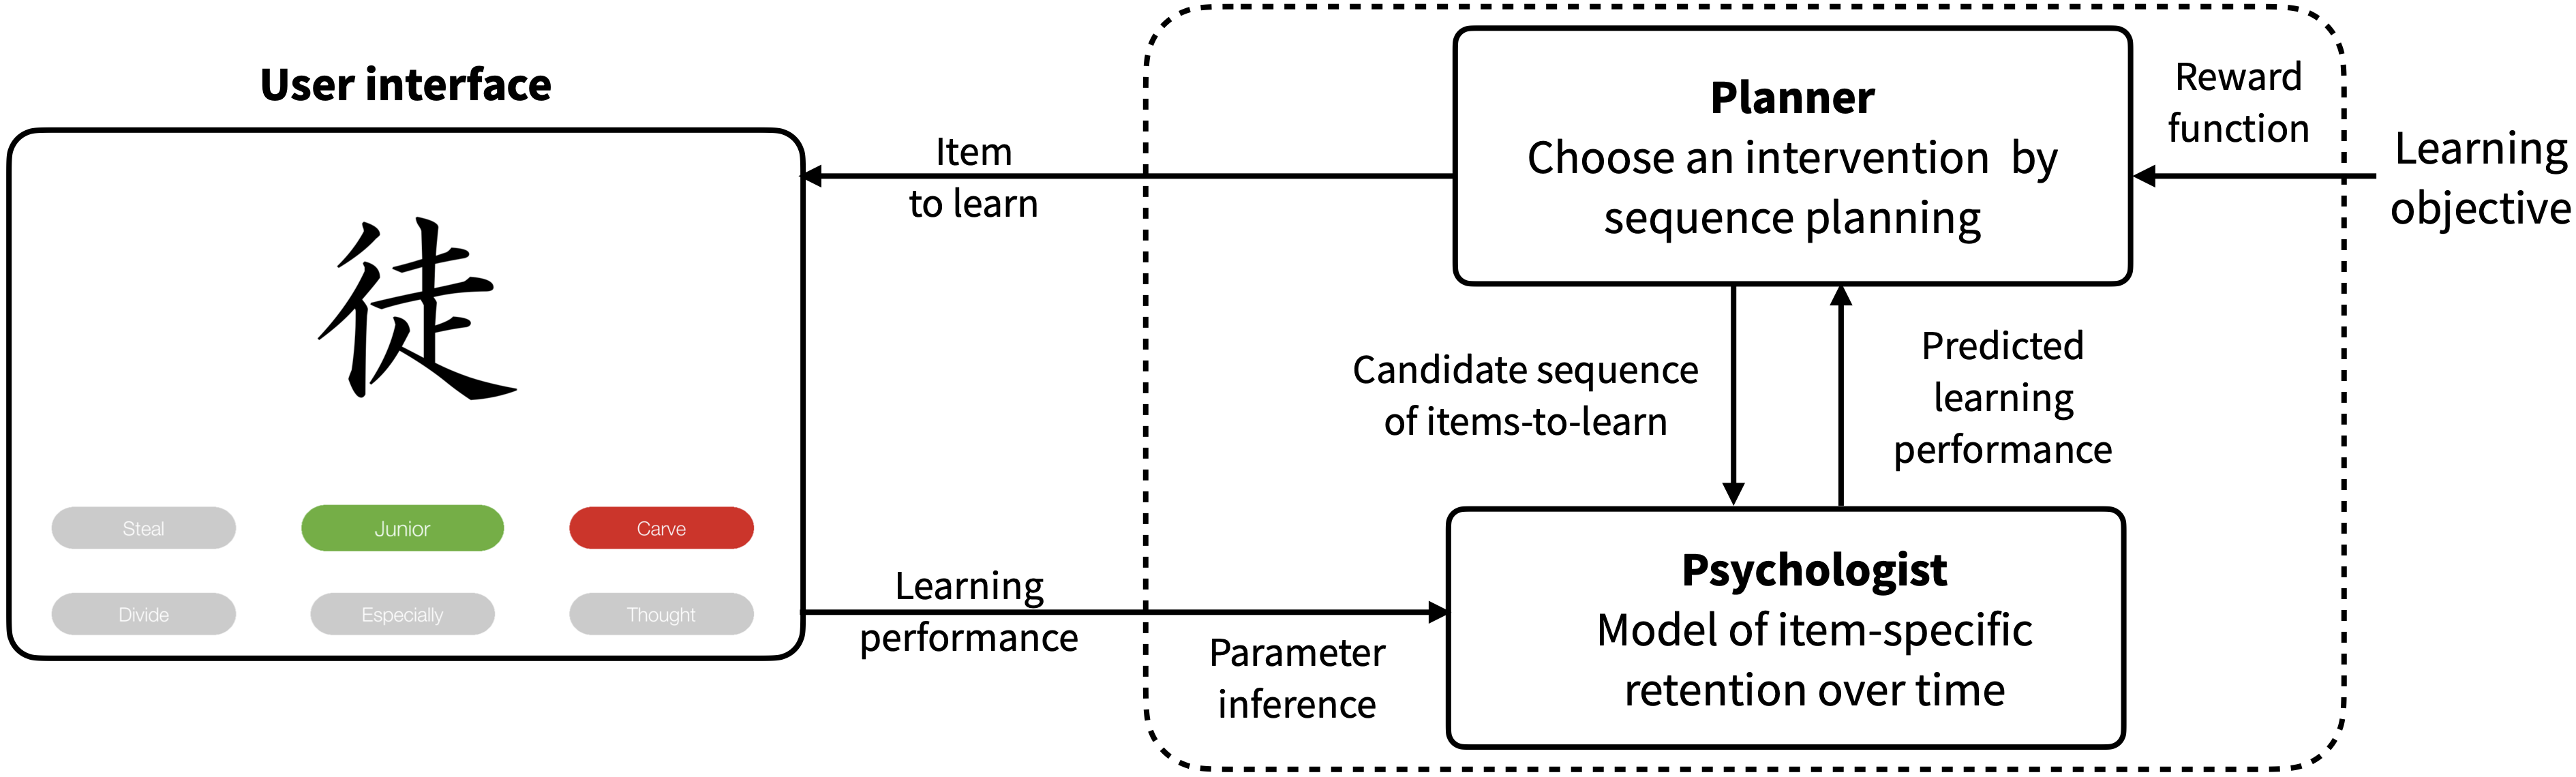 User interface
徒
Steal
Junior
Carve
Divide
Especially
Thought
Item
to learn
Learning
performance
Parameter
inference
Planner
Choose an intervention by
sequence planning
Candidate sequence
of items-to-learn
Predicted
learning
performance
Psychologist
Model of item-specific
retention over time
Reward
function
Learning
objective